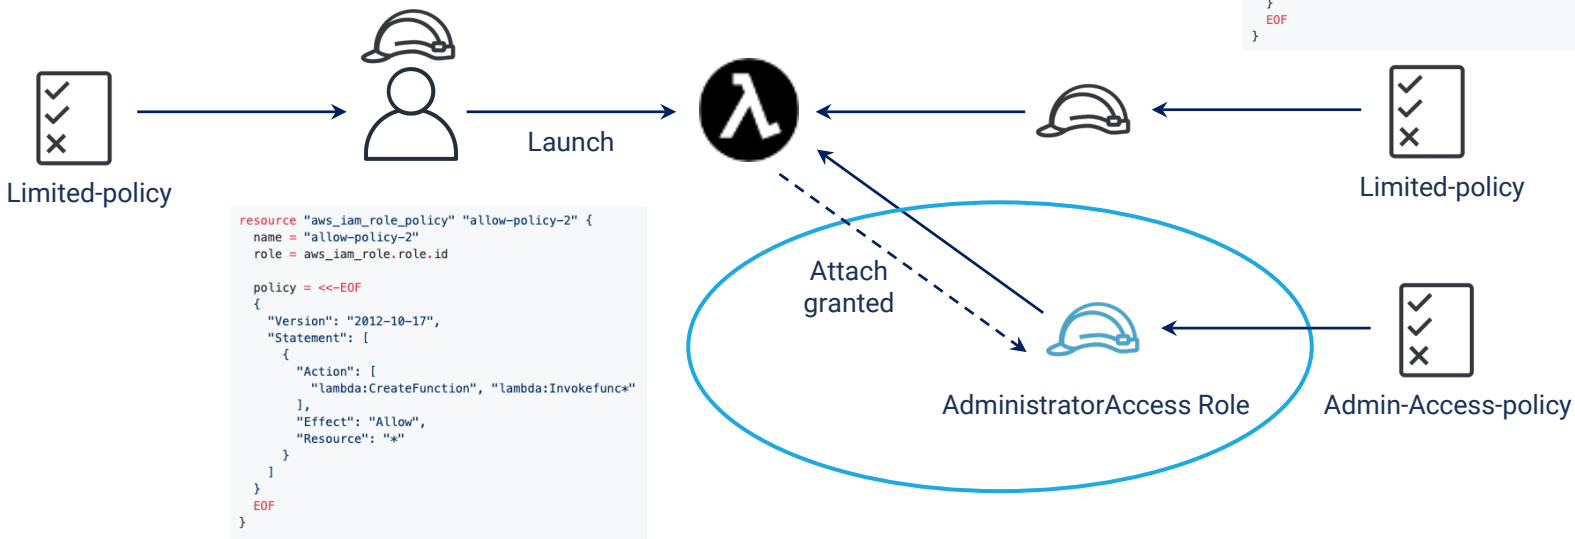 }
EOF
}
Limited-policy
Launch
Limited-policy
resource "aws_iam_role_policy" "allow-policy-2" {
name = "allow-policy-2"
role = aws_iam_role.role.id
policy = <<-EOF
{
"Version": "2012-10-17",
"Statement": [
{
"Action": [
"lambda:CreateFunction", "lambda:Invokefunc*"
],
"Effect": "Allow",
"Resource": "*"
}
]
}
EOF
}
Attach
granted
AdministratorAccess Role
Admin-Access-policy